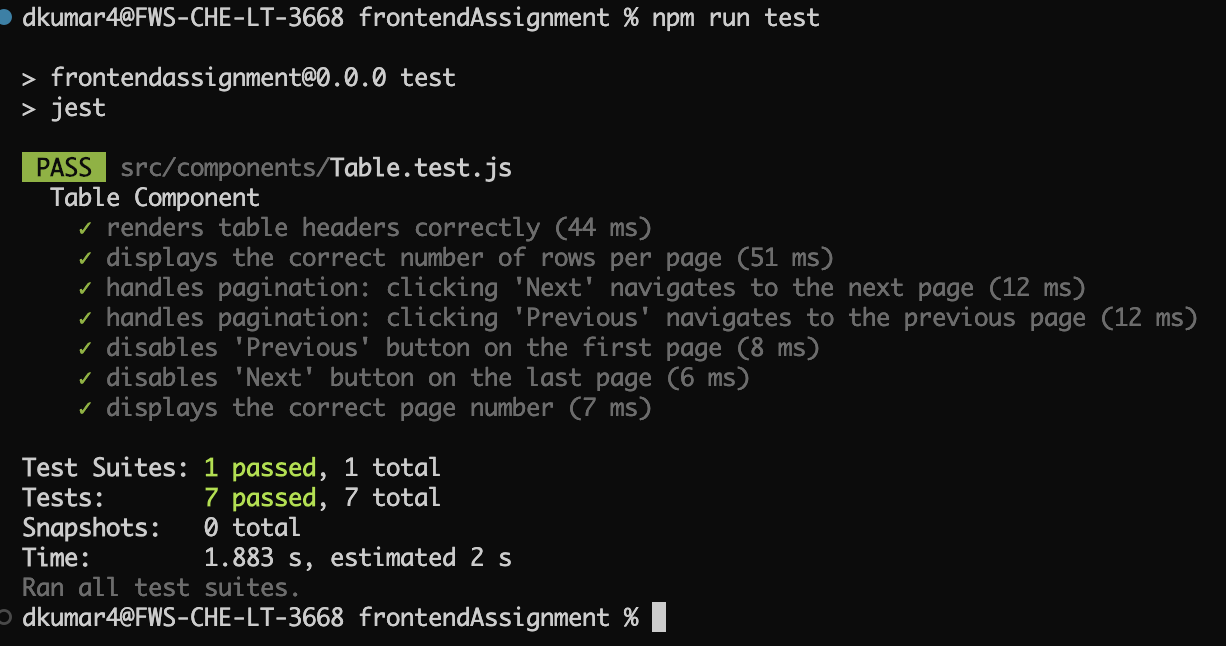 dkumar4@FWS-CHE-LT-3668 frontendAssignment % npm run test
> frontendassignment@0.0.0 test
> jest
PASS src/components/Table.test.js
Table Component
✓ renders table headers correctly (44 ms)
✓ displays the correct number of rows per page (51 ms)
✓ handles pagination: clicking 'Next' navigates to the next page (12 ms)
✓ handles pagination: clicking 'Previous' navigates to the previous page (12 ms)
✓ disables 'Previous' button on the first page (8 ms)
✓ disables 'Next' button on the last page (6 ms)
✓ displays the correct page number (7 ms)
Test Suites: 1 passed, 1 total
Tests: 7 passed, 7 total
Snapshots: 0 total
Time: 1.883 s, estimated 2 s
Ran all test suites.
dkumar4@FWS-CHE-LT-3668 frontendAssignment %